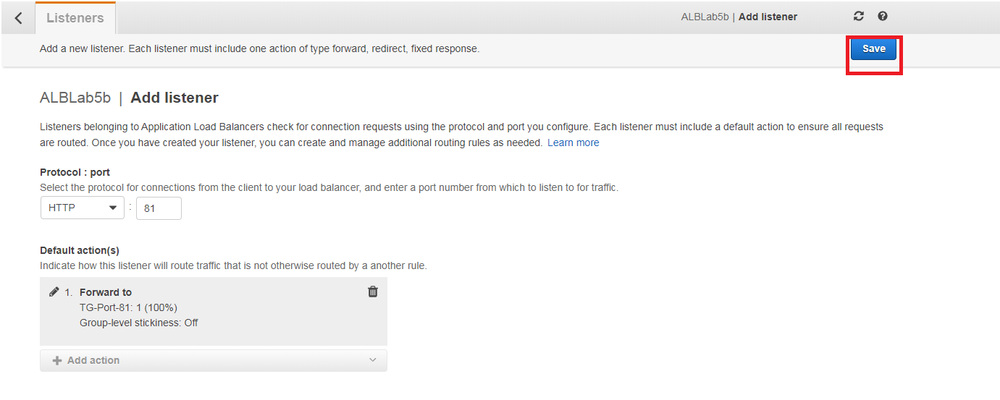 Listeners
ALBLab5b | Add listener
Add a new listener. Each listener must include one action of type forward, redirect, fixed response.
Save
ALBLab5b | Add listener
Listeners belonging to Application Load Balancers check for connection requests using the protocol and port you configure. Each listener must include a default action to ensure all requests
are routed. Once you have created your listener, you can create and manage additional routing rules as needed. Learn more
Protocol : port
Select the protocol for connections from the client to your load balancer, and enter a port number from which to listen to for traffic.
HTTP : 81
Default action(s)
Indicate how this listener will route traffic that is not otherwise routed by a another rule.
1. Forward to
TG-Port-81: 1 (100%)
Group-level stickiness: Off
Add action